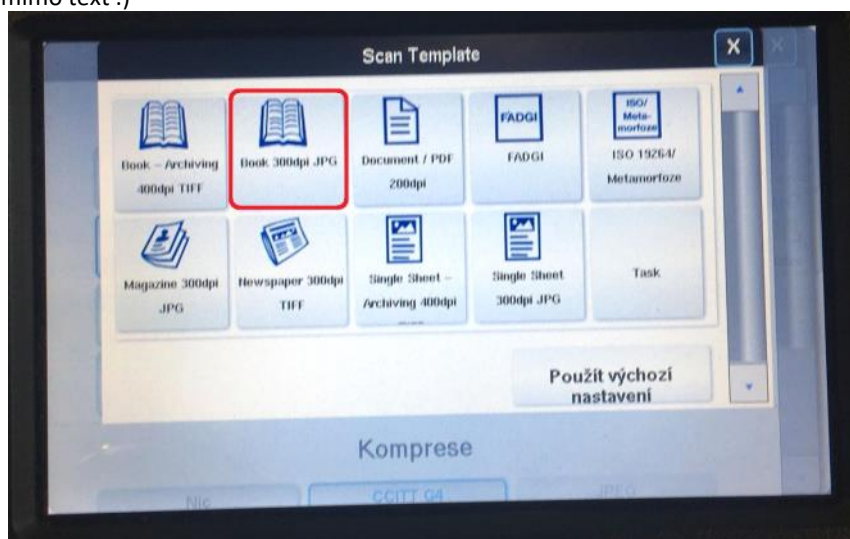 mimo text :)
Scan Template
X
X
Book – Archiving
400dpi TIFF
Book 300dpi JPG
Document / PDF
200dpi
FADGI
FADGI
ISO/
Meta-
morfoze
ISO 19264/
Metamorfoze
Magazine 300dpi
JPG
Newspaper 300dpi
TIFF
Single Sheet –
Archiving 400dpi
Single Sheet
300dpi JPG
Task
Použít výchozí
nastavení
Komprese
Nic
CCITT G4
JPEG